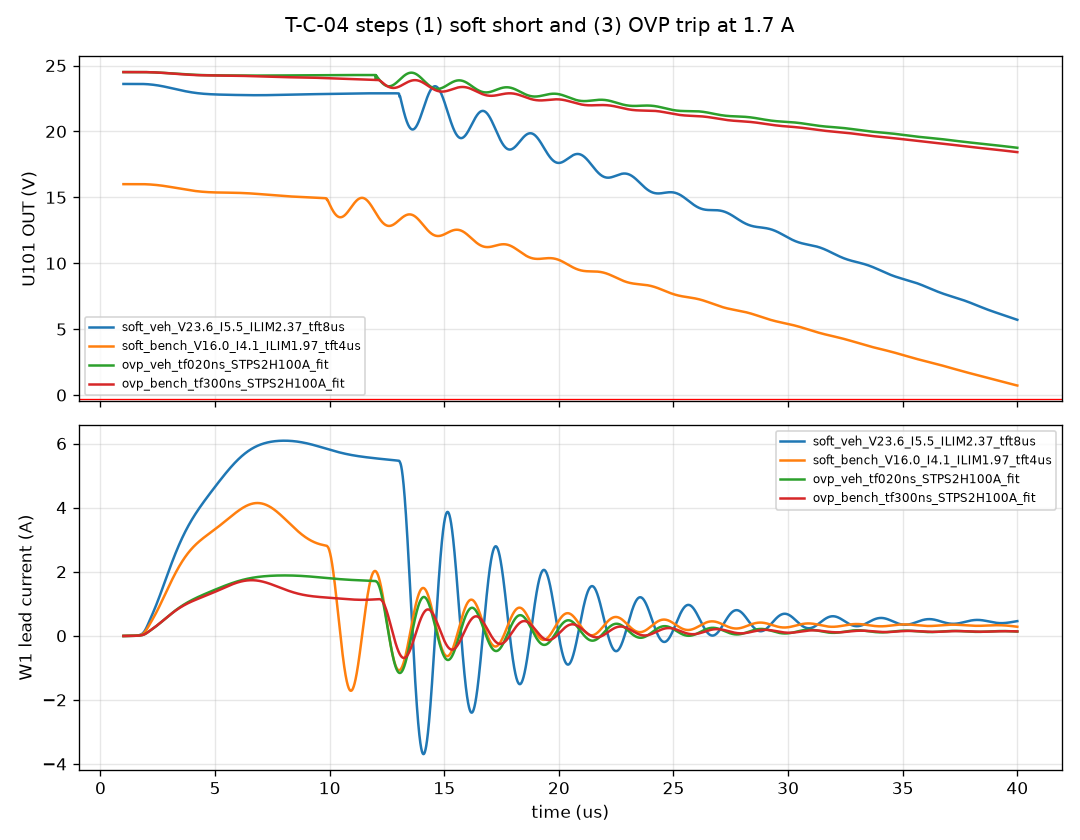 T-C-04 steps (1) soft short and (3) OVP trip at 1.7 A
U101 OUT (V)
25
20
15
10
5
0
soft_veh_V23.6_I5.5_ILIM2.37_tft8us
soft_bench_V16.0_I4.1_ILIM1.97_tft4us
ovp_veh_tf020ns_STPS2H100A_fit
ovp_bench_tf300ns_STPS2H100A_fit
W1 lead current (A)
6
4
2
0
−2
−4
soft_veh_V23.6_I5.5_ILIM2.37_tft8us
soft_bench_V16.0_I4.1_ILIM1.97_tft4us
ovp_veh_tf020ns_STPS2H100A_fit
ovp_bench_tf300ns_STPS2H100A_fit
0 5 10 15 20 25 30 35 40
time (us)